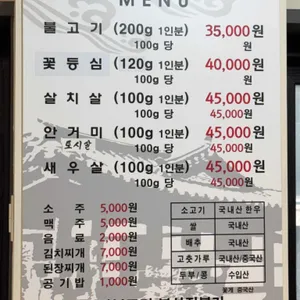 MENU
불고기 (200g 1인분) 35,000원
100g 당 원
꽃등심 (120g 1인분) 40,000원
100g 당 원
살치살 (100g 1인분) 45,000원
100g 당 45,000원
안거미 (100g 1인분) 45,000원
토시살 100g 당 45,000원
새우살 (100g 1인분) 45,000원
100g 당 45,000원
소주 5,000원
맥주 5,000원
음료 2,000원
김치찌개 7,000원
된장찌개 7,000원
공기밥 1,000원
소고기 국내산 한우
쌀 국내산
배추 국내산
고춧가루 국내산/중국산
두부/콩 수입산
꽃게 중국산